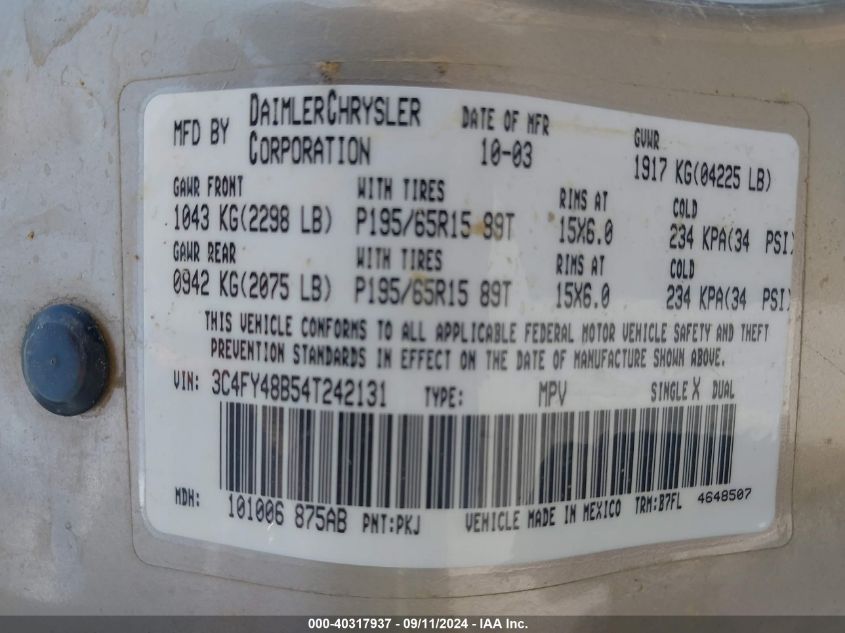 MFD BY DAIMLERCHRYSLER CORPORATION DATE OF MFR 10-03 GVWR 1917 KG(04225 LB)
GAWR FRONT WITH TIRES RIMS AT COLD
1043 KG(2298 LB) P195/65R15 89T 15X6.0 234 KPA(34 PSI)
GAWR REAR WITH TIRES RIMS AT COLD
0942 KG(2075 LB) P195/65R15 89T 15X6.0 234 KPA(34 PSI)
THIS VEHICLE CONFORMS TO ALL APPLICABLE FEDERAL MOTOR VEHICLE SAFETY AND THEFT
PREVENTION STANDARDS IN EFFECT ON THE DATE OF MANUFACTURE SHOWN ABOVE.
VIN: 3C4FY48B54T242131 TYPE: MPV SINGLE X DUAL
MDH: 101006 875AB PNT:PKJ VEHICLE MADE IN MEXICO TRM:B7FL 4648507
000-40317937 - 09/11/2024 - IAA Inc.